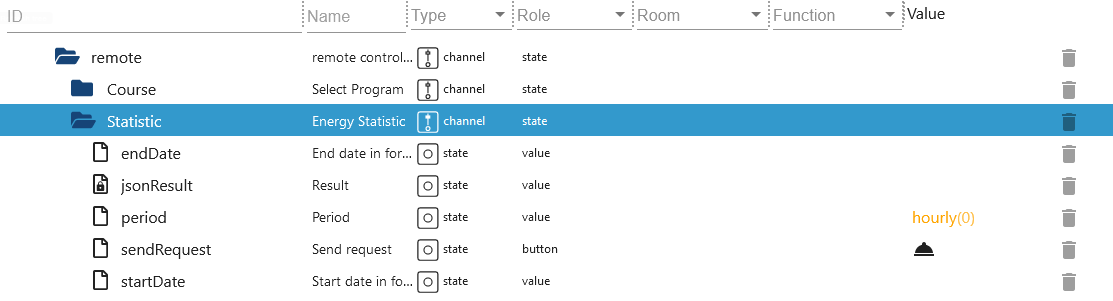 ID Name Type Role Room Function Value
remote remote control... channel state
Course Select Program channel state
Statistic Energy Statistic channel state
endDate End date in for... state value
jsonResult Result state value
period Period state value hourly(0)
sendRequest Send request state button
startDate Start date in fo... state value